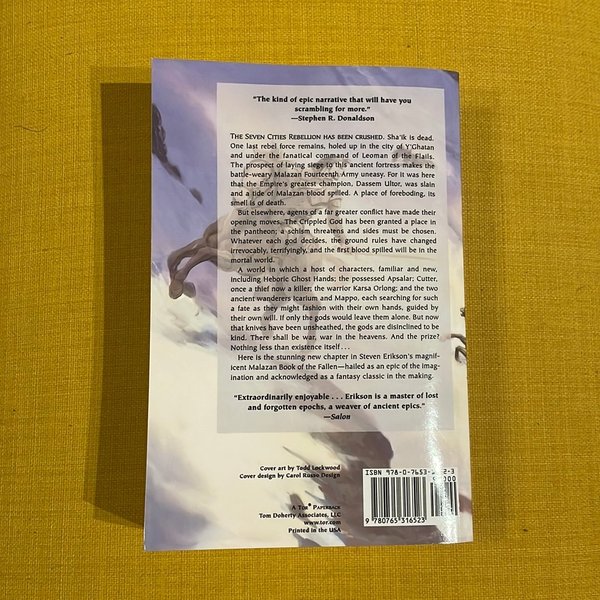 "The kind of epic narrative that will have you
scrambling for more."
—Stephen R. Donaldson
The Seven Cities Rebellion has been crushed. Sha'ik is dead.
One last rebel force remains, holed up in the city of Y'Ghatan
and under the fanatical command of Leoman of the Flails.
The prospect of laying siege to this ancient fortress makes the
battle-weary Malazan Fourteenth Army uneasy. For it was here
that the Empire's greatest champion, Dassem Ultor, was slain
and a tide of Malazan blood spilled. A place of foreboding, its
smell is of death.
But elsewhere, agents of a far greater conflict have made their
opening moves. The Crippled God has been granted a place in
the pantheon; a schism threatens and sides must be chosen.
Whatever each god decides, the ground rules have changed
irrevocably, terrifyingly, and the first blood spilled will be in the
mortal world.
A world in which a host of characters, familiar and new,
including Heboric Ghost Hands; the possessed Apsalar; Cutter,
once a thief now a killer; the warrior Karsa Orlong; and the two
ancient wanderers Icarium and Mappo, each searching for such
a fate as they might fashion with their own hands, guided by
their own will. If only the gods would leave them alone. But now
that knives have been unsheathed, the gods are disinclined to be
kind. There shall be war, war in the heavens. And the prize?
Nothing less than existence itself . . .
Here is the stunning new chapter in Steven Erikson's magnif-
icent Malazan Book of the Fallen—hailed as an epic of the imag-
ination and acknowledged as a fantasy classic in the making.
"Extraordinarily enjoyable . . . Erikson is a master of lost
and forgotten epochs, a weaver of ancient epics."
—Salon
Cover art by Todd Lockwood
Cover design by Carol Russo Design
A Tor® Paperback
Tom Doherty Associates, LLC
www.tor.com
Printed in the USA
ISBN 978-0-7653-
9 780765 316523